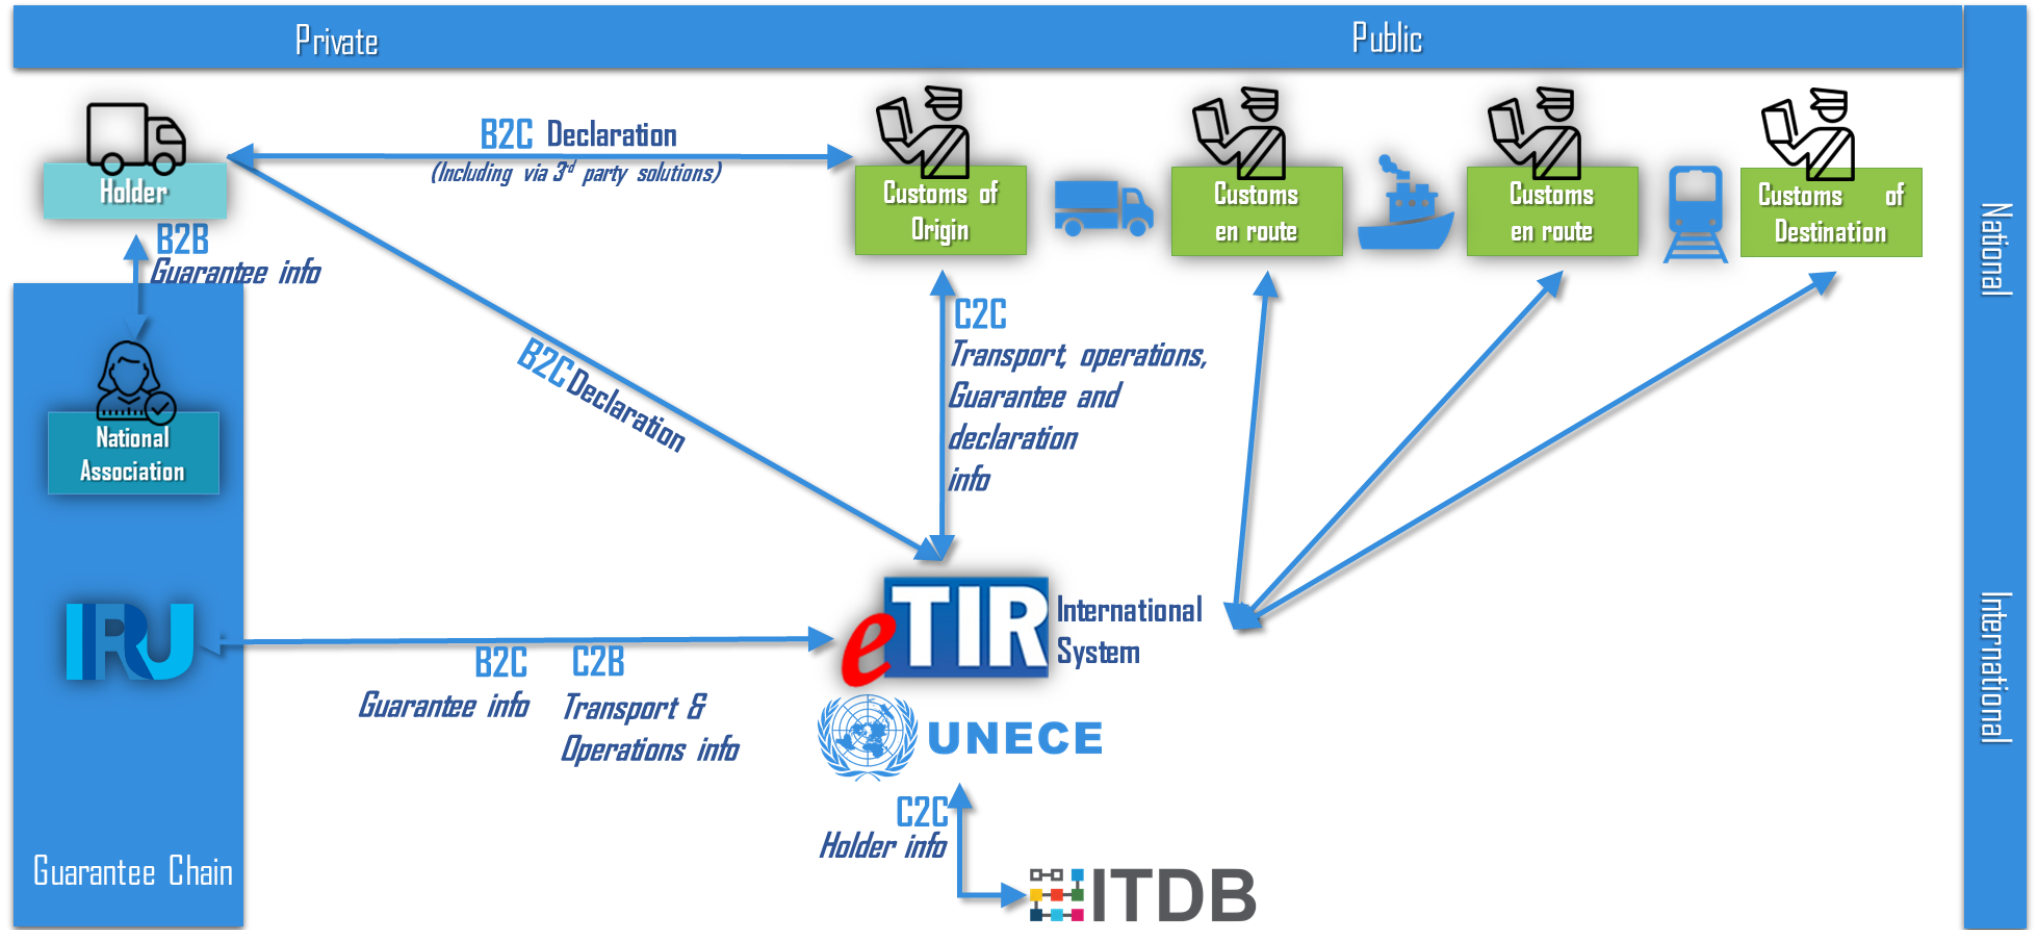 Private
Public
B2C Declaration
(Including via 3rd party solutions)
Holder
Customs of
Origin
Customs
en route
Customs
en route
Customs of
Destination
National
B2B
Guarantee info
C2C
Transport, operations,
Guarantee and
declaration
info
B2C Declaration
National
Association
IRU
eTIR
International
System
International
B2C
Guarantee info
C2B
Transport &
Operations info
UNECE
C2C
Holder info
Guarantee Chain
ITDB